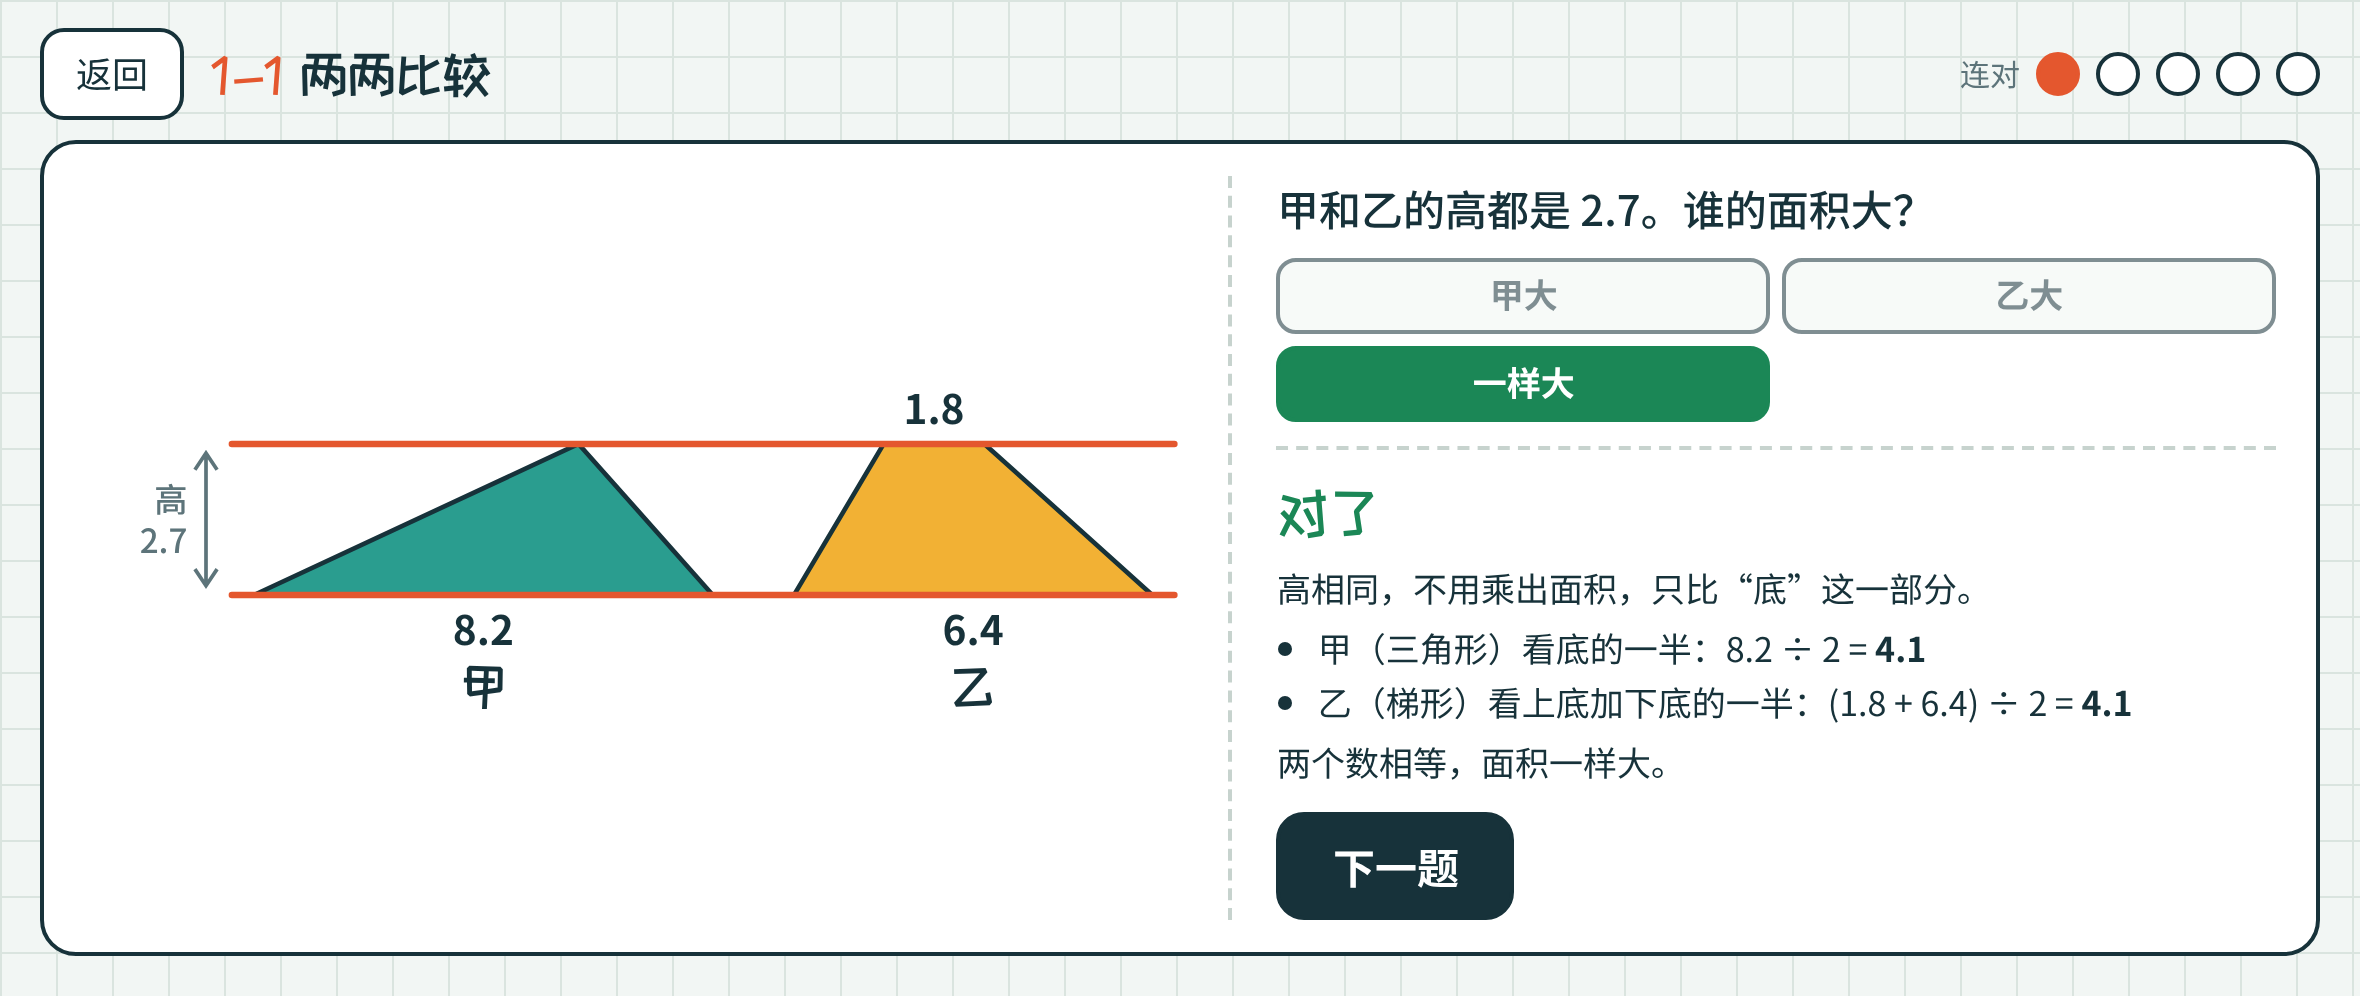 返回
1-1 两两比较
连对
1.8
高
2.7
8.2
6.4
甲
乙
甲和乙的高都是 2.7。谁的面积大？
甲大
乙大
一样大
对了
高相同，不用乘出面积，只比“底”这一部分。
• 甲（三角形）看底的一半：8.2 ÷ 2 = 4.1
• 乙（梯形）看上底加下底的一半：(1.8 + 6.4) ÷ 2 = 4.1
两个数相等，面积一样大。
下一题